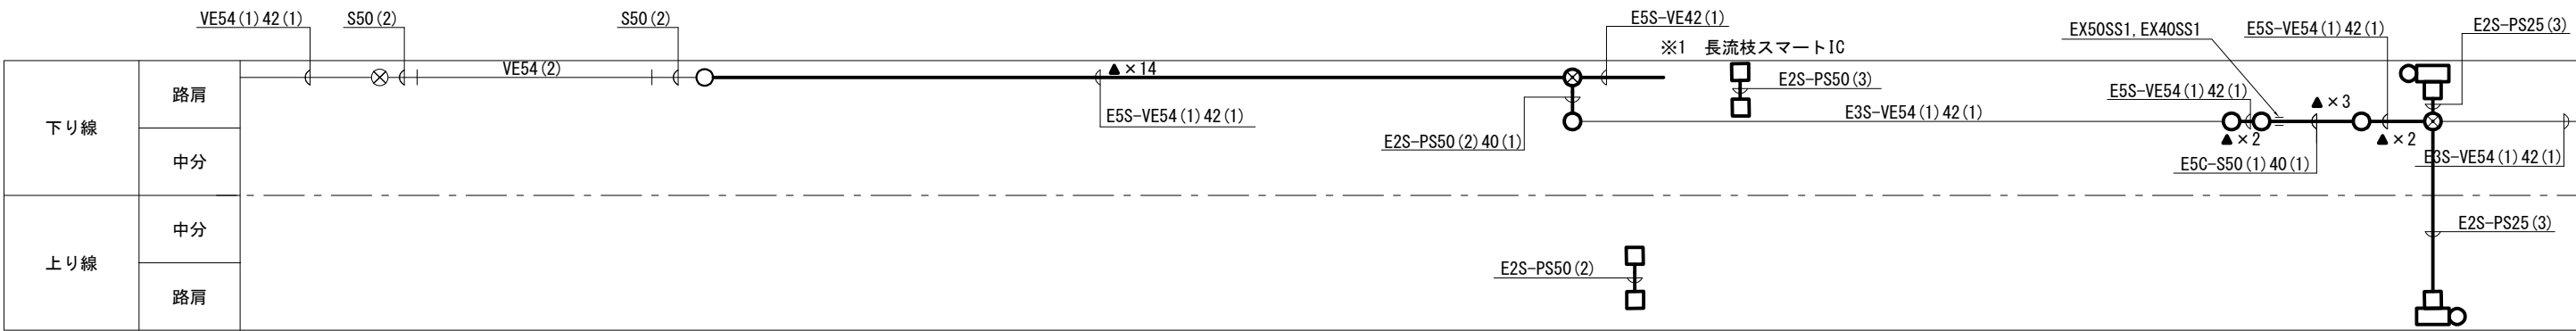 VE54(1)42(1)
S50(2)
S50(2)
E5S-VE42(1)
EX50SS1,EX40SS1
E5S-VE54(1)42(1)
E2S-PS25(3)
※1 長流枝スマートIC
VE54(2)
▲×14
E2S-PS50(3)
下り線
路肩
E5S-VE54(1)42(1)
E3S-VE54(1)42(1)
E5S-VE54(1)42(1)
▲×3
E2S-PS50(2)40(1)
▲×2
▲×2
中分
E5C-S50(1)40(1)
E3S-VE54(1)42(1)
上り線
中分
E2S-PS25(3)
E2S-PS50(2)
路肩